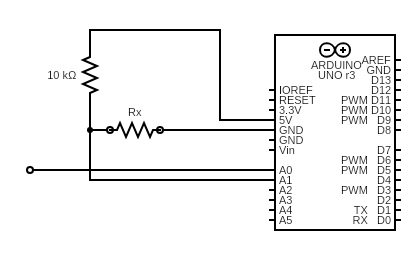 10 kΩ
Rx
ARDUINO
UNO r3
IOREF
RESET
3.3V
5V
GND
GND
Vin
A0
A1
A2
A3
A4
A5
AREF
GND
D13
D12
PWM D11
PWM D10
PWM D9
D8
D7
PWM D6
PWM D5
D4
PWM D3
D2
TX D1
RX D0